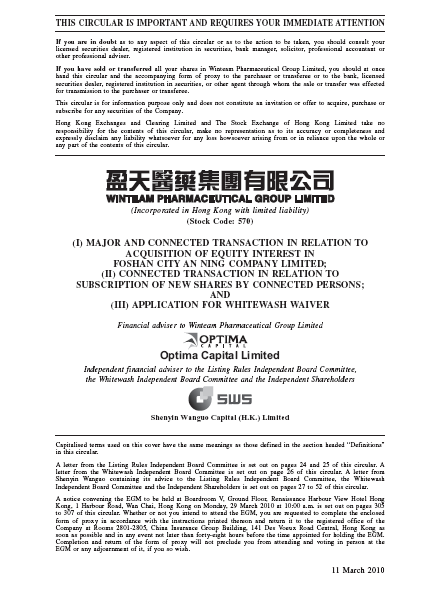 THIS CIRCULAR IS IMPORTANT AND REQUIRES YOUR IMMEDIATE ATTENTION
If you are in doubt as to any aspect of this circular or as to the action to be taken, you should consult your
licensed securities dealer, registered institution in securities, bank manager, solicitor, professional accountant or
other professional adviser.
If you have sold or transferred all your shares in Winteam Pharmaceutical Group Limited, you should at once
hand this circular and the accompanying form of proxy to the purchaser or transferee or to the bank, licensed
securities dealer, registered institution in securities, or other agent through whom the sale or transfer was effected
for transmission to the purchaser or transferee.
This circular is for information purpose only and does not constitute an invitation or offer to acquire, purchase or
subscribe for any securities of the Company.
Hong Kong Exchanges and Clearing Limited and The Stock Exchange of Hong Kong Limited take no
responsibility for the contents of this circular, make no representation as to its accuracy or completeness and
expressly disclaim any liability whatsoever for any loss howsoever arising from or in reliance upon the whole or
any part of the contents of this circular.
盈天醫藥集團有限公司
WINTEAM PHARMACEUTICAL GROUP LIMITED
(Incorporated in Hong Kong with limited liability)
(Stock Code: 570)
(I) MAJOR AND CONNECTED TRANSACTION IN RELATION TO
ACQUISITION OF EQUITY INTEREST IN
FOSHAN CITY AN NING COMPANY LIMITED;
(II) CONNECTED TRANSACTION IN RELATION TO
SUBSCRIPTION OF NEW SHARES BY CONNECTED PERSONS;
AND
(III) APPLICATION FOR WHITEWASH WAIVER
Financial adviser to Winteam Pharmaceutical Group Limited
OPTIMA
CAPITAL
Optima Capital Limited
Independent financial adviser to the Listing Rules Independent Board Committee,
the Whitewash Independent Board Committee and the Independent Shareholders
SWS
Shenyin Wanguo Capital (H.K.) Limited
Capitalised terms used on this cover have the same meanings as those defined in the section headed "Definitions"
in this circular.
A letter from the Listing Rules Independent Board Committee is set out on pages 24 and 25 of this circular. A
letter from the Whitewash Independent Board Committee is set out on page 26 of this circular. A letter from
Shenyin Wanguo containing its advice to the Listing Rules Independent Board Committee, the Whitewash
Independent Board Committee and the Independent Shareholders is set out on pages 27 to 52 of this circular.
A notice convening the EGM to be held at Boardroom V, Ground Floor, Renaissance Harbour View Hotel Hong
Kong, 1 Harbour Road, Wan Chai, Hong Kong on Monday, 29 March 2010 at 10:00 a.m. is set out on pages 305
to 307 of this circular. Whether or not you intend to attend the EGM, you are requested to complete the enclosed
form of proxy in accordance with the instructions printed thereon and return it to the registered office of the
Company at Rooms 2801-2805, China Insurance Group Building, 141 Des Voeux Road Central, Hong Kong as
soon as possible and in any event not later than forty-eight hours before the time appointed for holding the EGM.
Completion and return of the form of proxy will not preclude you from attending and voting in person at the
EGM or any adjournment of it, if you so wish.
11 March 2010